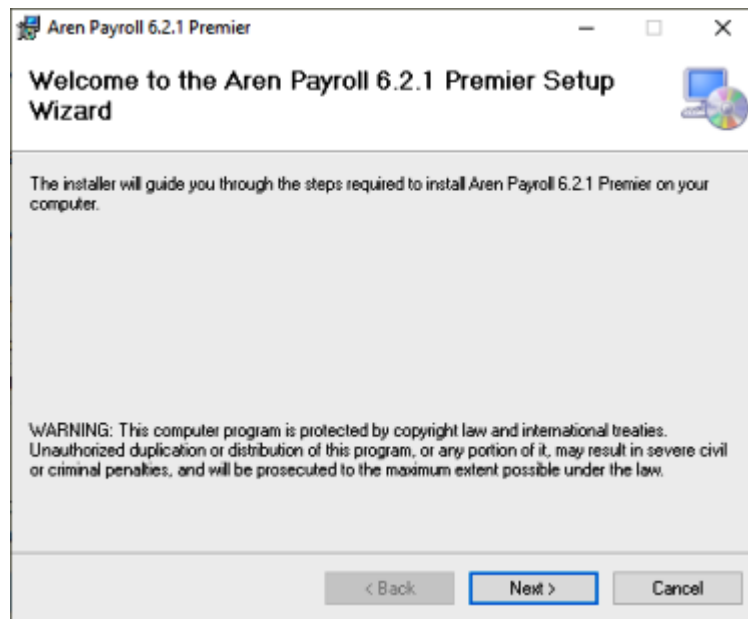 Aren Payroll 6.2.1 Premier
Welcome to the Aren Payroll 6.2.1 Premier Setup
Wizard
The installer will guide you through the steps required to install Aren Payroll 6.2.1 Premier on your
computer.
WARNING: This computer program is protected by copyright law and international treaties.
Unauthorized duplication or distribution of this program, or any portion of it, may result in severe civil
or criminal penalties, and will be prosecuted to the maximum extent possible under the law.
< Back Next > Cancel